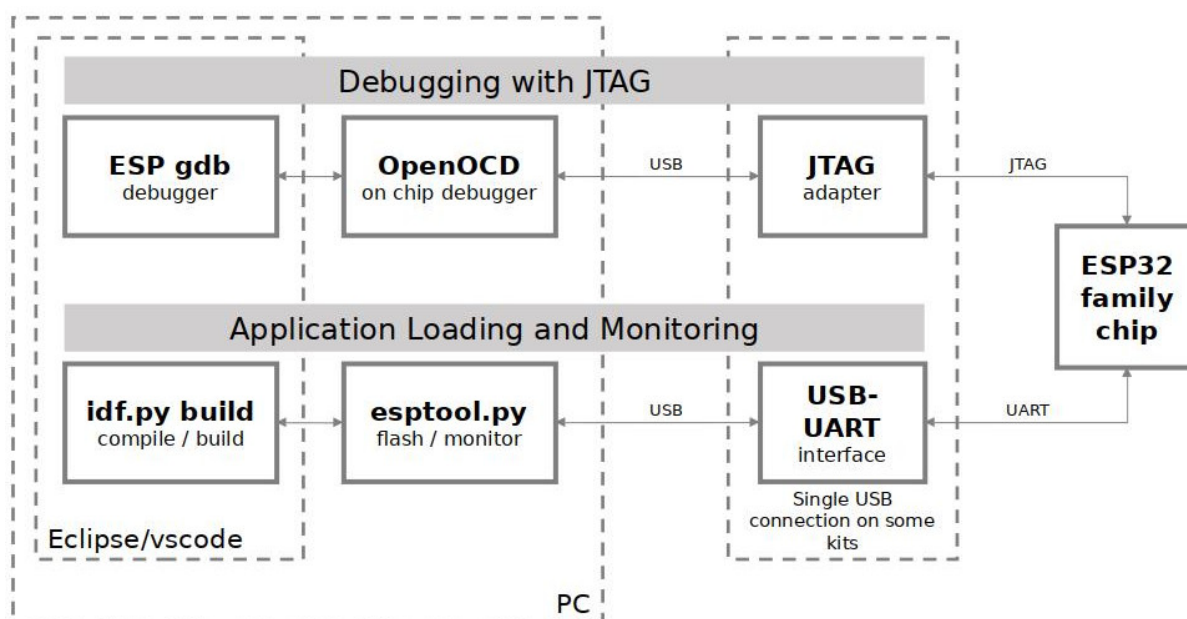 Debugging with JTAG
ESP gdb
debugger
OpenOCD
on chip debugger
USB
JTAG
adapter
JTAG
ESP32
family
chip
Application Loading and Monitoring
idf.py build
compile / build
esptool.py
flash / monitor
USB
USB-
UART
interface
UART
Single USB
connection on some
kits
Eclipse/vscode
PC